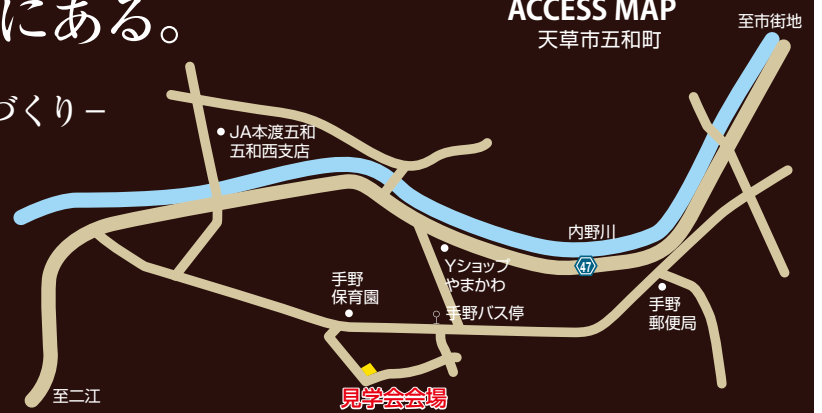 にある。
づくり－
ACCESS MAP
天草市五和町
至市街地
JA本渡五和
五和西支店
内野川
47
Yショップ
やまかわ
手野
保育園
手野バス停
手野
郵便局
至二江
見学会会場